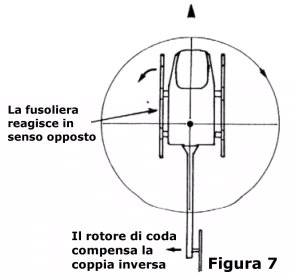 La fusoliera
reagisce in
senso opposto
Il rotore di coda
compensa la
coppia inversa
Figura 7